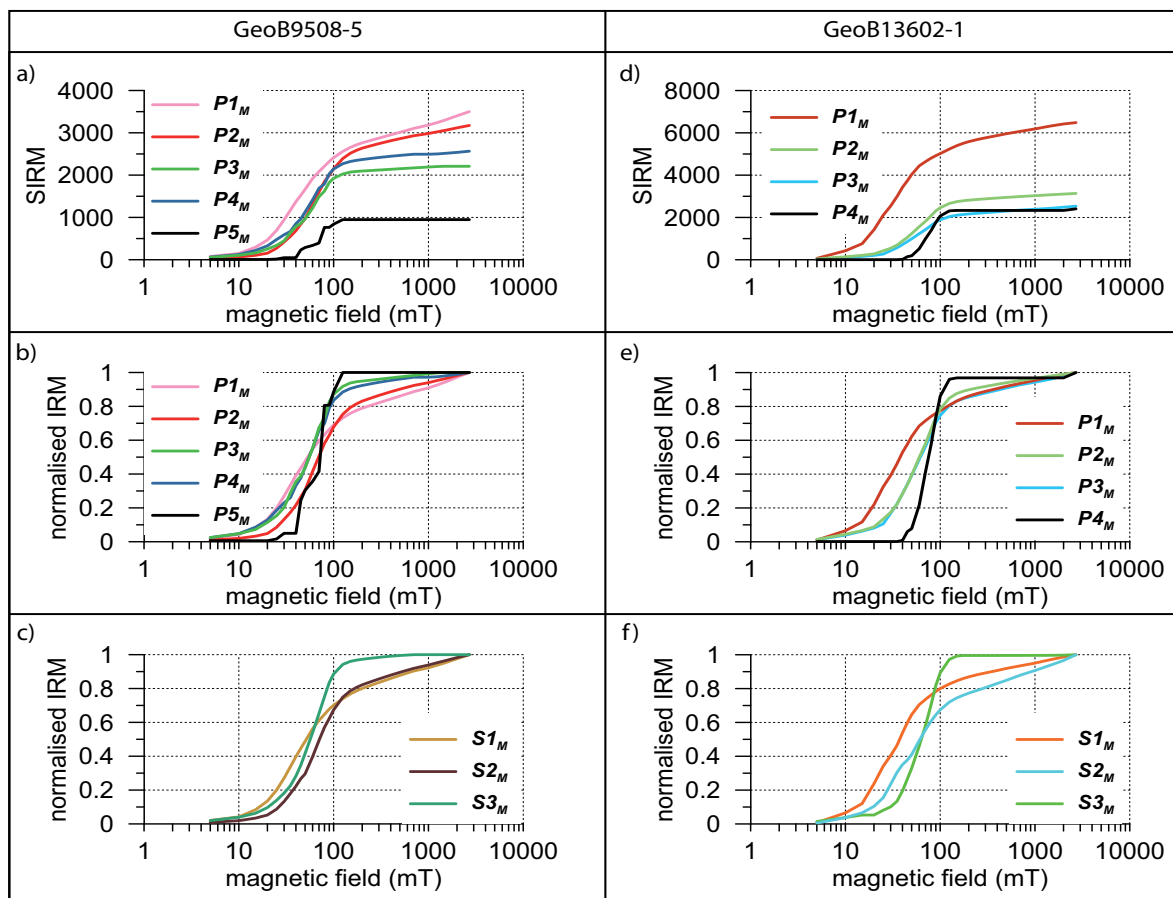 GeoB9508-5
GeoB13602-1
a)
SIRM
4000
3000
2000
1000
0
P1M
P2M
P3M
P4M
P5M
1 10 100 1000 10000
magnetic field (mT)
d)
SIRM
8000
6000
4000
2000
0
P1M
P2M
P3M
P4M
1 10 100 1000 10000
magnetic field (mT)
b)
normalised IRM
1
0.8
0.6
0.4
0.2
0
P1M
P2M
P3M
P4M
P5M
1 10 100 1000 10000
magnetic field (mT)
e)
normalised IRM
1
0.8
0.6
0.4
0.2
0
P1M
P2M
P3M
P4M
1 10 100 1000 10000
magnetic field (mT)
c)
normalised IRM
1
0.8
0.6
0.4
0.2
0
S1M
S2M
S3M
1 10 100 1000 10000
magnetic field (mT)
f)
normalised IRM
1
0.8
0.6
0.4
0.2
0
S1M
S2M
S3M
1 10 100 1000 10000
magnetic field (mT)